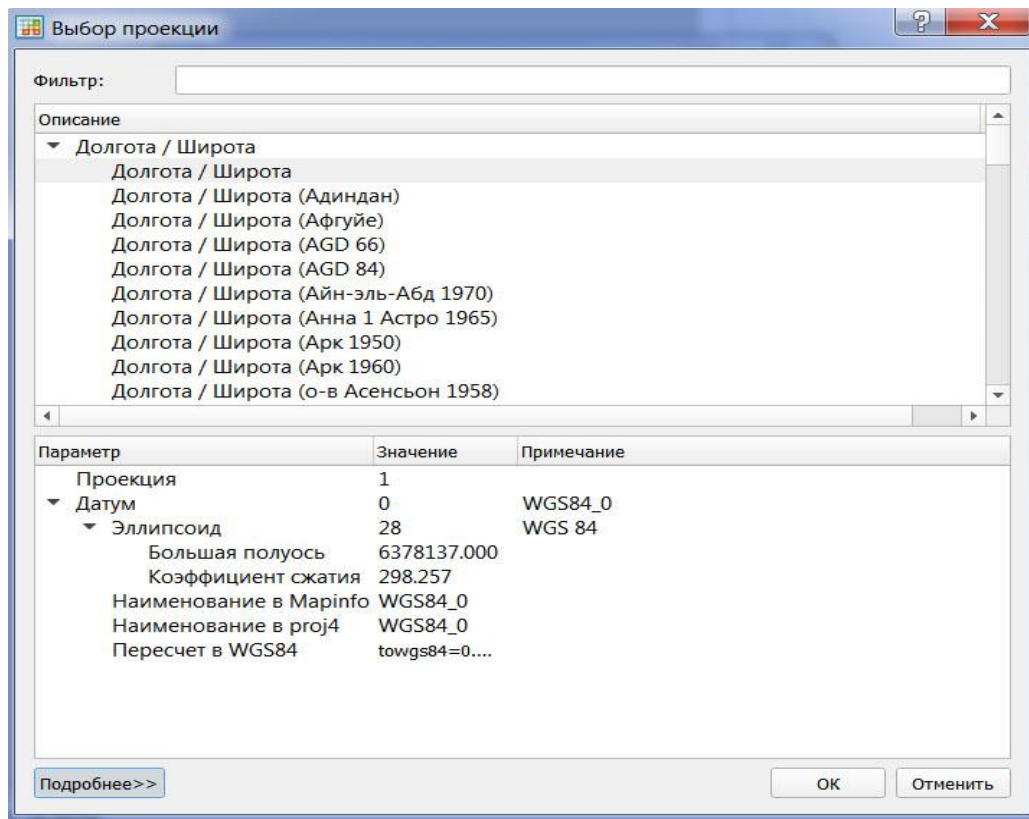 Выбор проекции
Фильтр:
Описание
Долгота / Широта
Долгота / Широта
Долгота / Широта (Адиндан)
Долгота / Широта (Афгуйе)
Долгота / Широта (AGD 66)
Долгота / Широта (AGD 84)
Долгота / Широта (Айн-эль-Абд 1970)
Долгота / Широта (Анна 1 Астро 1965)
Долгота / Широта (Арк 1950)
Долгота / Широта (Арк 1960)
Долгота / Широта (о-в Асенсьон 1958)
Параметр Значение Примечание
Проекция 1
Датум 0 WGS84_0
Эллипсоид 28 WGS 84
Большая полуось 6378137.000
Коэффициент сжатия 298.257
Наименование в Mapinfo WGS84_0
Наименование в proj4 WGS84_0
Пересчет в WGS84 towgs84=0....
Подробнее>> ОК Отменить